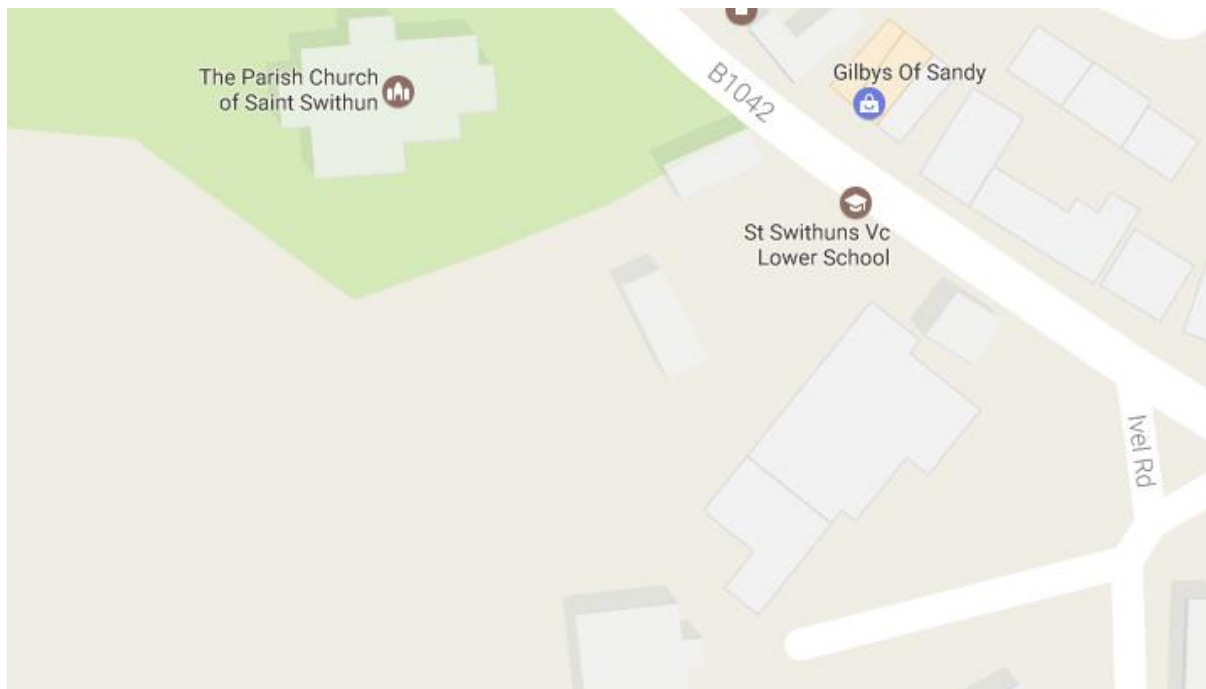 The Parish Church
of Saint Swithun
B1042
Gilbys Of Sandy
St Swithuns Vc
Lower School
Ivel Rd